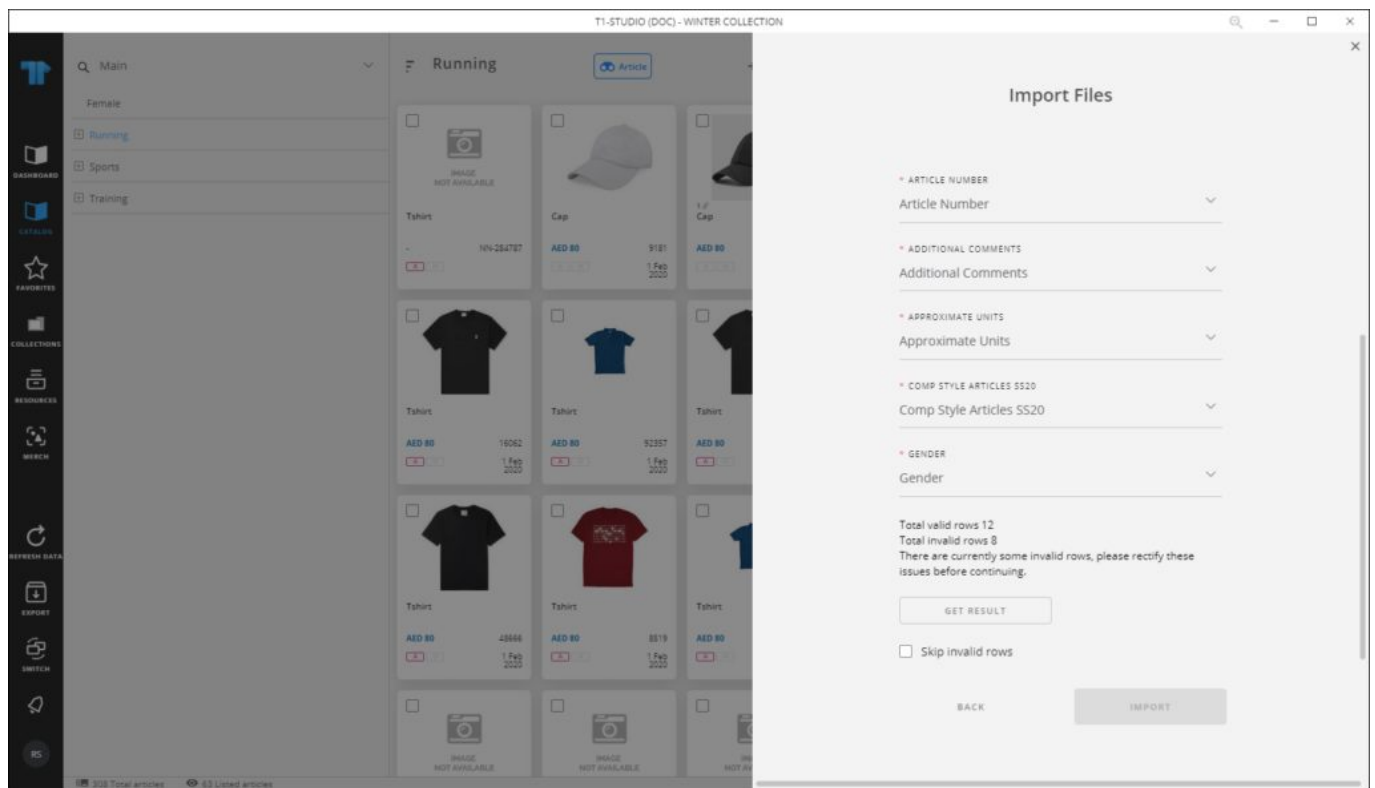 T1-STUDIO (DOC) - WINTER COLLECTION
Main
Female
Running
Sports
Training
DASHBOARD
CATALOG
FAVORITES
COLLECTIONS
RESOURCES
MERCH
REFRESH DATA
EXPORT
SWITCH
RS
Running
Article
IMAGE
NOT AVAILABLE
Tshirt
- NN-284787
1 Feb
2020
Cap
AED 80 9181
Cap
AED 80
Tshirt
AED 80 16062
1 Feb
2020
Tshirt
AED 80 92357
1 Feb
2020
Tshirt
AED 80
Tshirt
AED 80 48666
1 Feb
2020
Tshirt
AED 80 8819
1 Feb
2020
Tshirt
AED 80
IMAGE
NOT AVAILABLE
IMAGE
NOT AVAILABLE
308 Total articles 63 Listed articles
Import Files
* ARTICLE NUMBER
Article Number
* ADDITIONAL COMMENTS
Additional Comments
* APPROXIMATE UNITS
Approximate Units
* COMP STYLE ARTICLES SS20
Comp Style Articles SS20
* GENDER
Gender
Total valid rows 12
Total invalid rows 8
There are currently some invalid rows, please rectify these
issues before continuing.
GET RESULT
Skip invalid rows
BACK
IMPORT